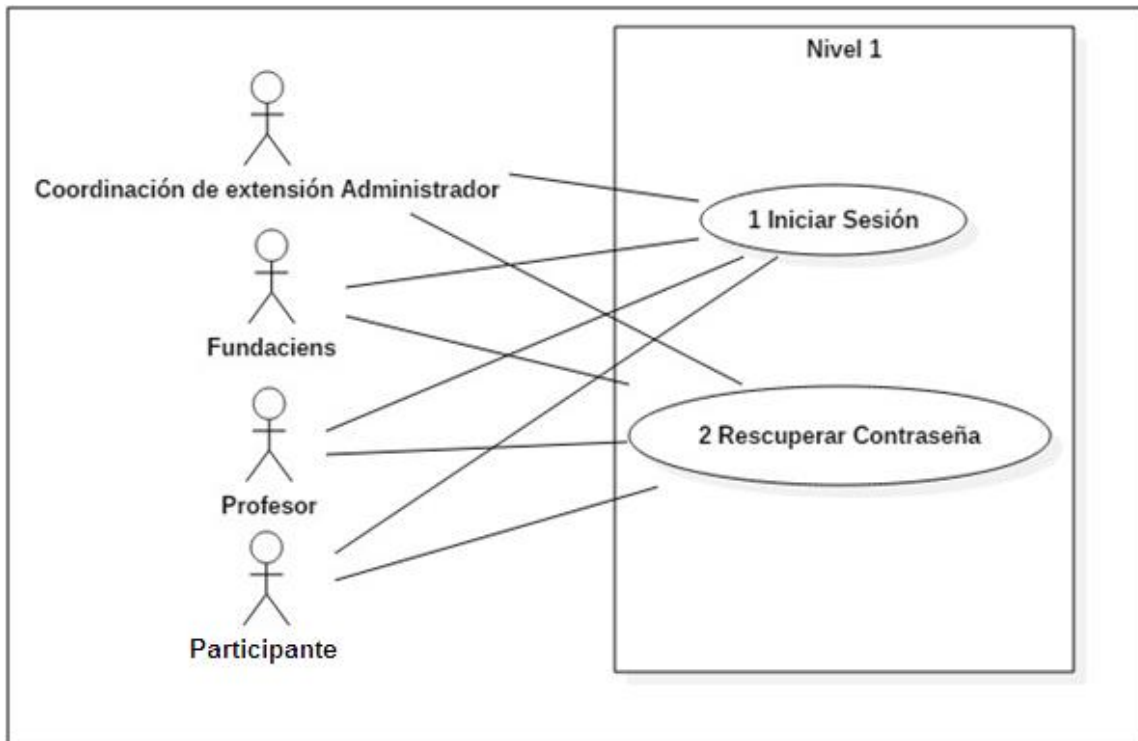 Nivel 1
Coordinación de extensión Administrador
1 Iniciar Sesión
Fundaciens
2 Rescuperar Contraseña
Profesor
Participante